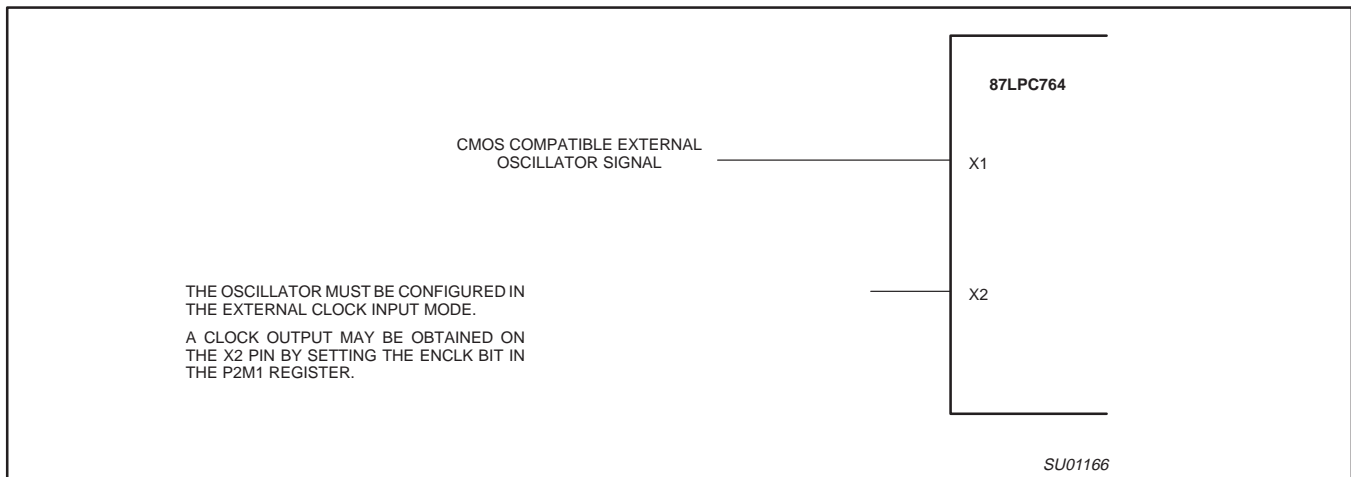 87LPC764
CMOS COMPATIBLE EXTERNAL
OSCILLATOR SIGNAL
X1
X2
THE OSCILLATOR MUST BE CONFIGURED IN
THE EXTERNAL CLOCK INPUT MODE.
A CLOCK OUTPUT MAY BE OBTAINED ON
THE X2 PIN BY SETTING THE ENCLK BIT IN
THE P2M1 REGISTER.
SU01166